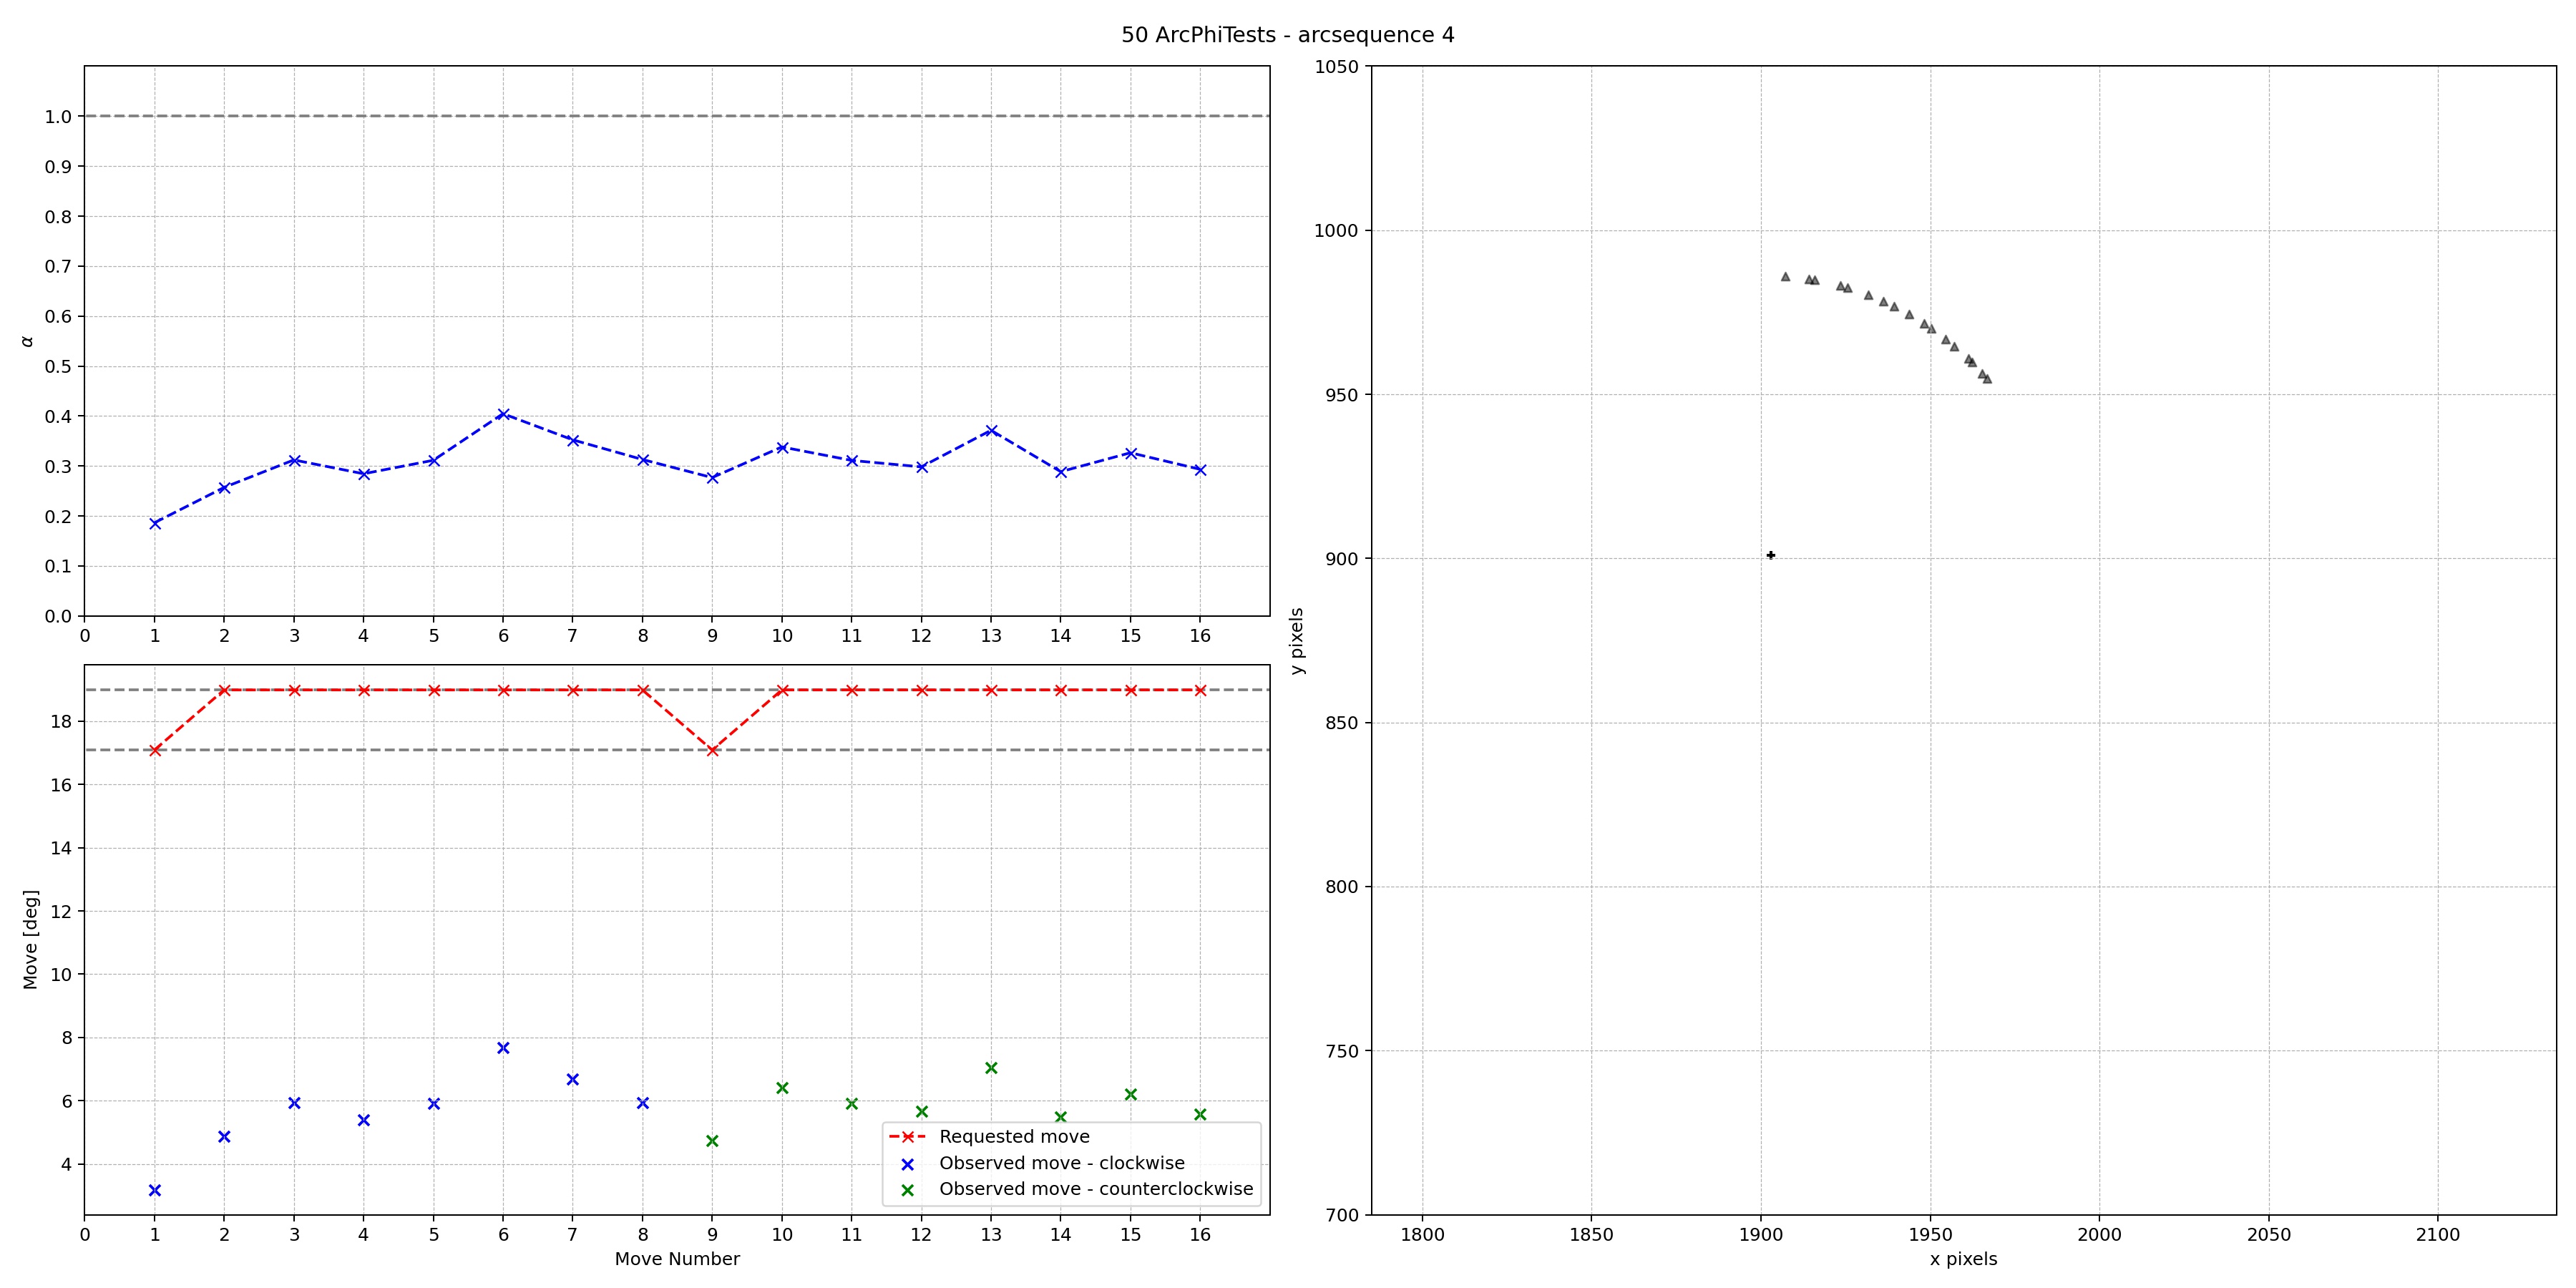 50 ArcPhiTests - arcsequence 4
1.0
0.9
0.8
0.7
0.6
0.5
0.4
0.3
0.2
0.1
0.0
α
0 1 2 3 4 5 6 7 8 9 10 11 12 13 14 15 16
18
16
14
12
10
8
6
4
Move [deg]
Requested move
Observed move - clockwise
Observed move - counterclockwise
0 1 2 3 4 5 6 7 8 9 10 11 12 13 14 15 16
Move Number
1050
1000
950
900
850
800
750
700
y pixels
1800 1850 1900 1950 2000 2050 2100
x pixels